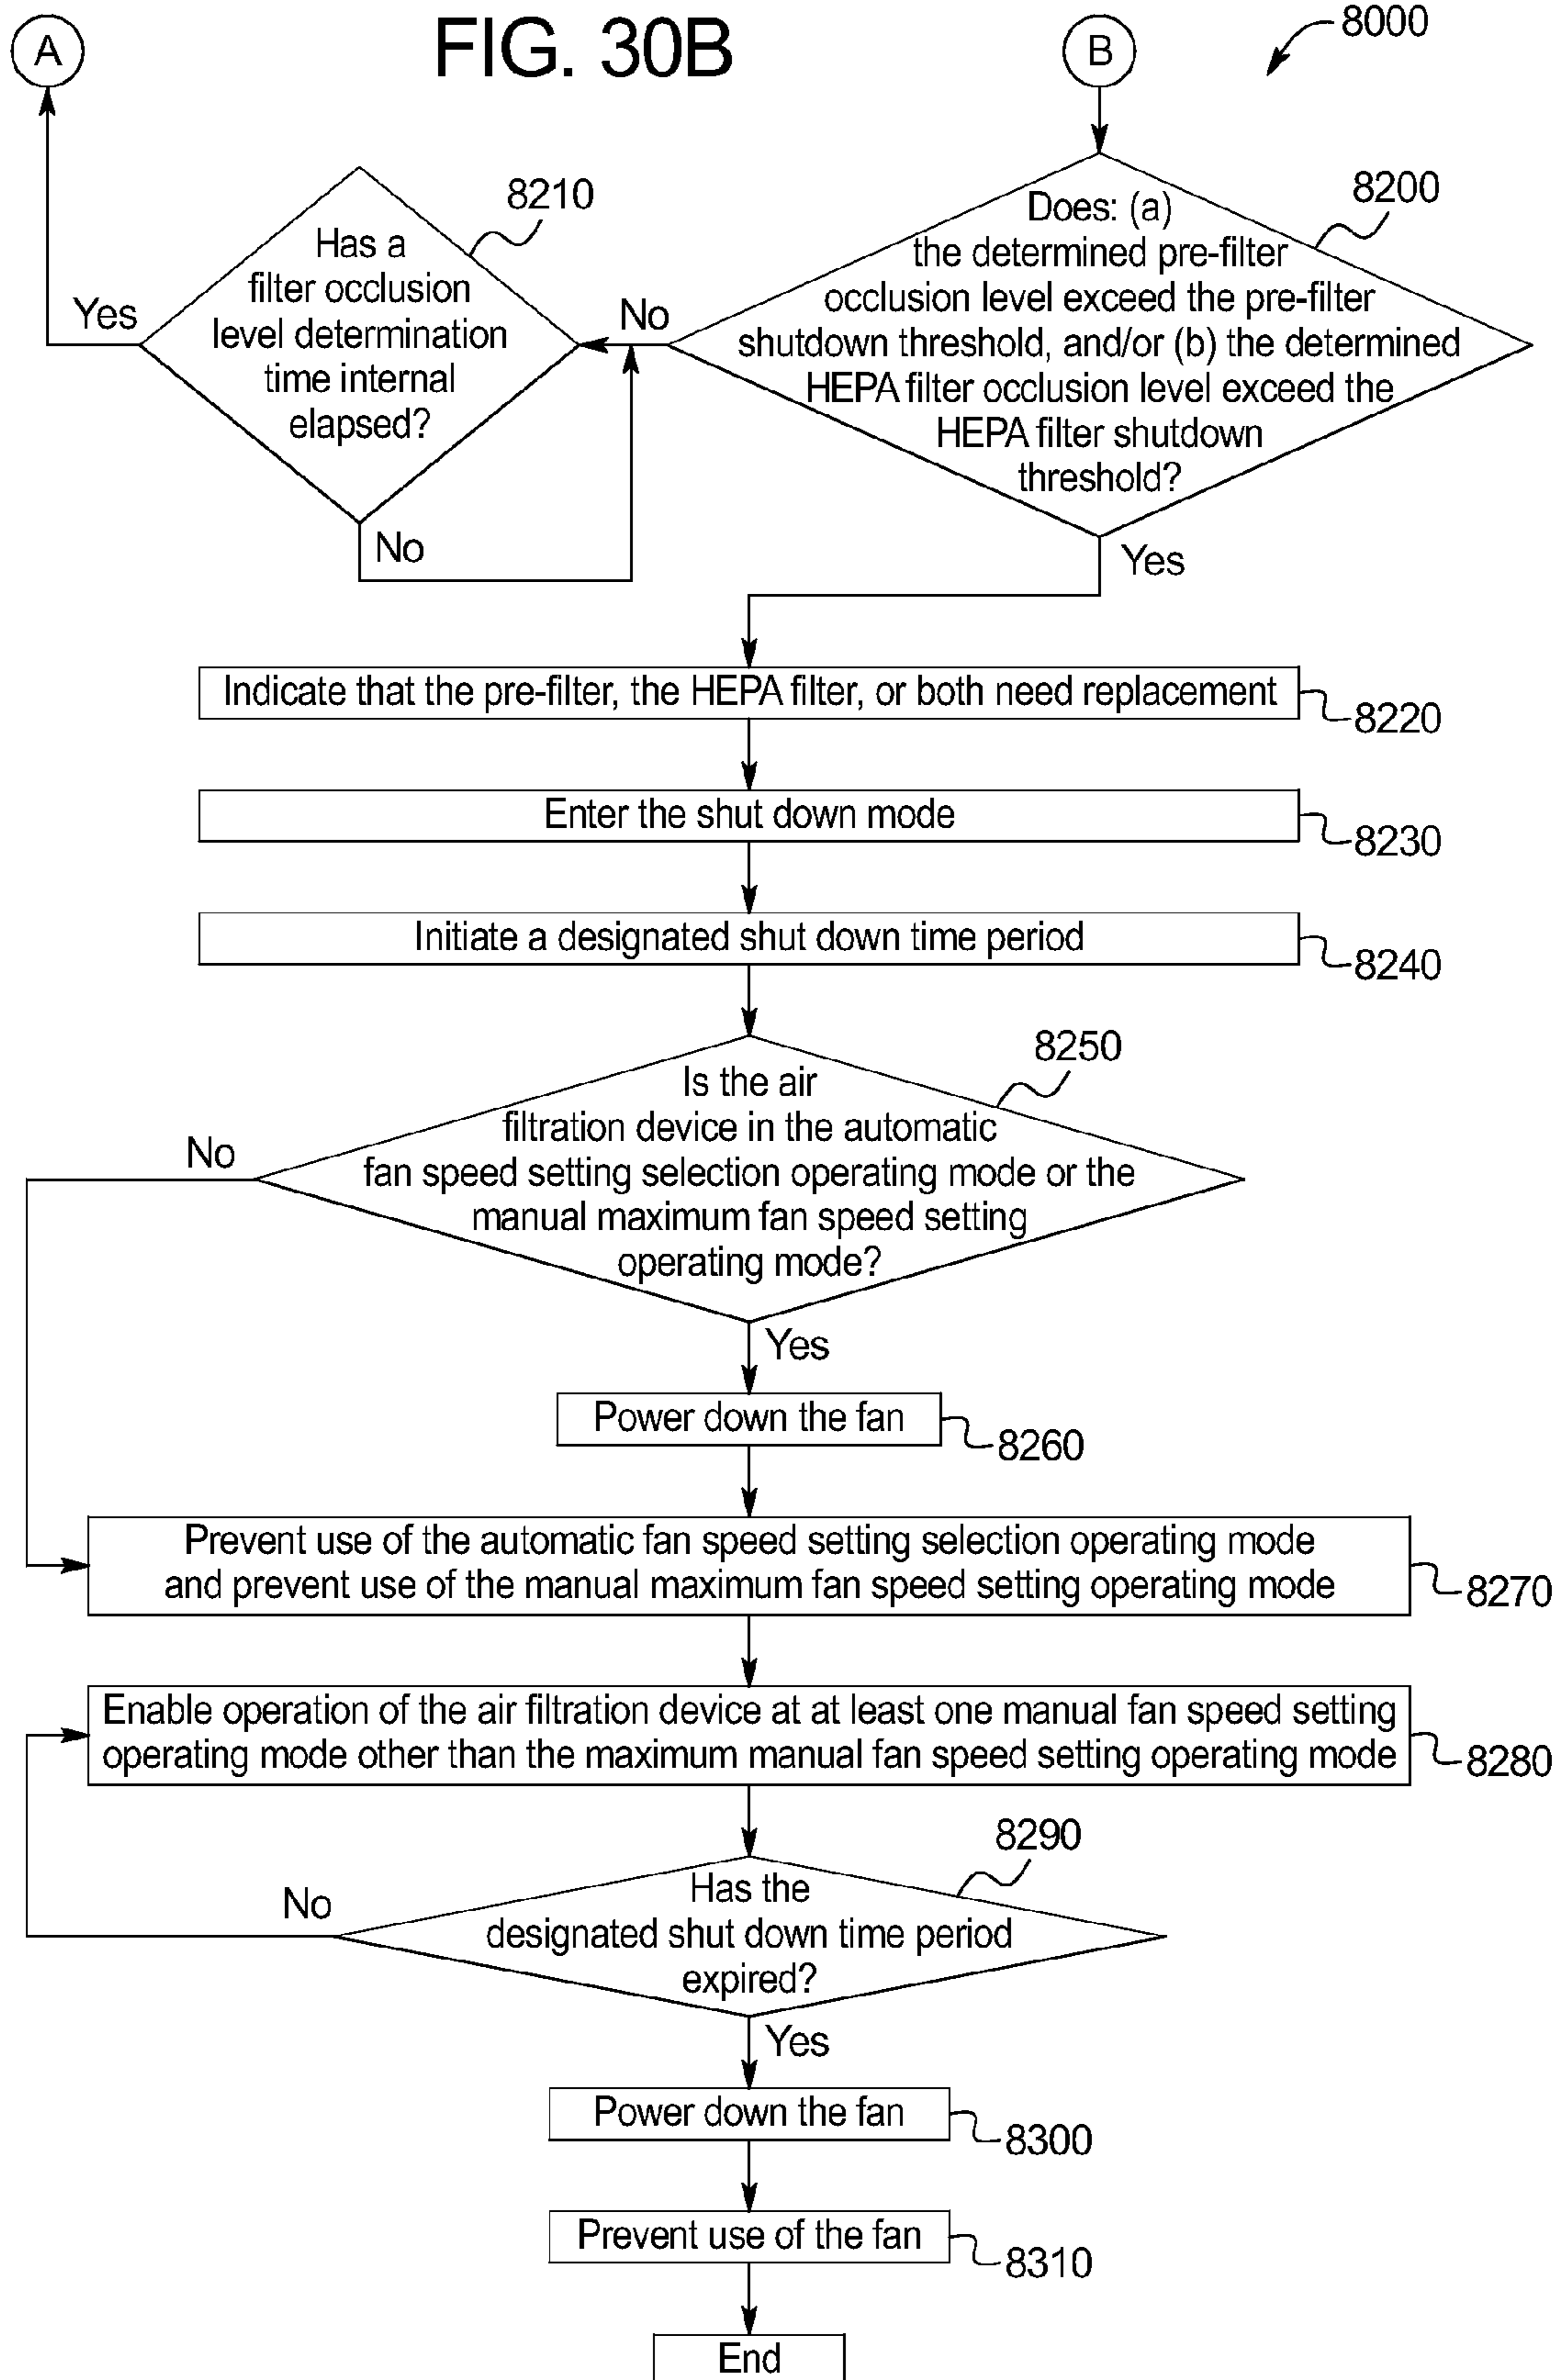 A
FIG. 30B
B
8000
8210
8200
Has a
filter occlusion
level determination
time internal
elapsed?
Yes
No
No
Does: (a)
the determined pre-filter
occlusion level exceed the pre-filter
shutdown threshold, and/or (b) the determined
HEPA filter occlusion level exceed the
HEPA filter shutdown
threshold?
Yes
Indicate that the pre-filter, the HEPA filter, or both need replacement
8220
Enter the shut down mode
8230
Initiate a designated shut down time period
8240
8250
Is the air
filtration device in the automatic
fan speed setting selection operating mode or the
manual maximum fan speed setting
operating mode?
No
Yes
Power down the fan
8260
Prevent use of the automatic fan speed setting selection operating mode
and prevent use of the manual maximum fan speed setting operating mode
8270
Enable operation of the air filtration device at at least one manual fan speed setting
operating mode other than the maximum manual fan speed setting operating mode
8280
8290
Has the
designated shut down time period
expired?
No
Yes
Power down the fan
8300
Prevent use of the fan
8310
End